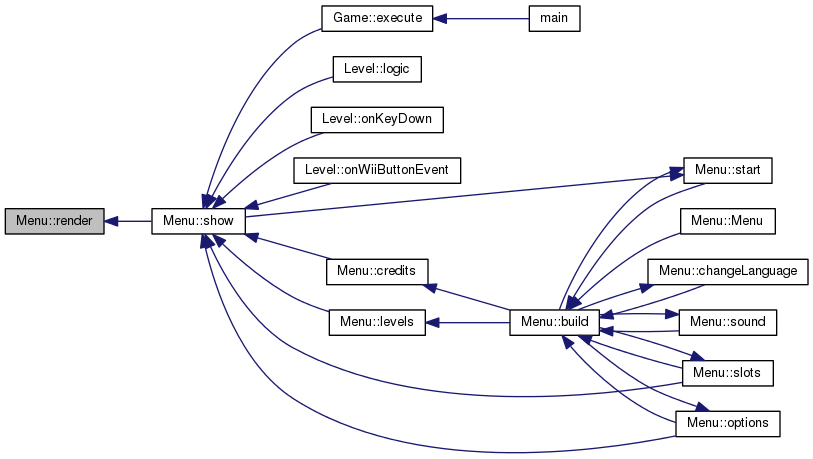 Game::execute
main
Level::logic
Level::onKeyDown
Level::onWiiButtonEvent
Menu::start
Menu::render
Menu::show
Menu::Menu
Menu::credits
Menu::changeLanguage
Menu::levels
Menu::build
Menu::sound
Menu::slots
Menu::options